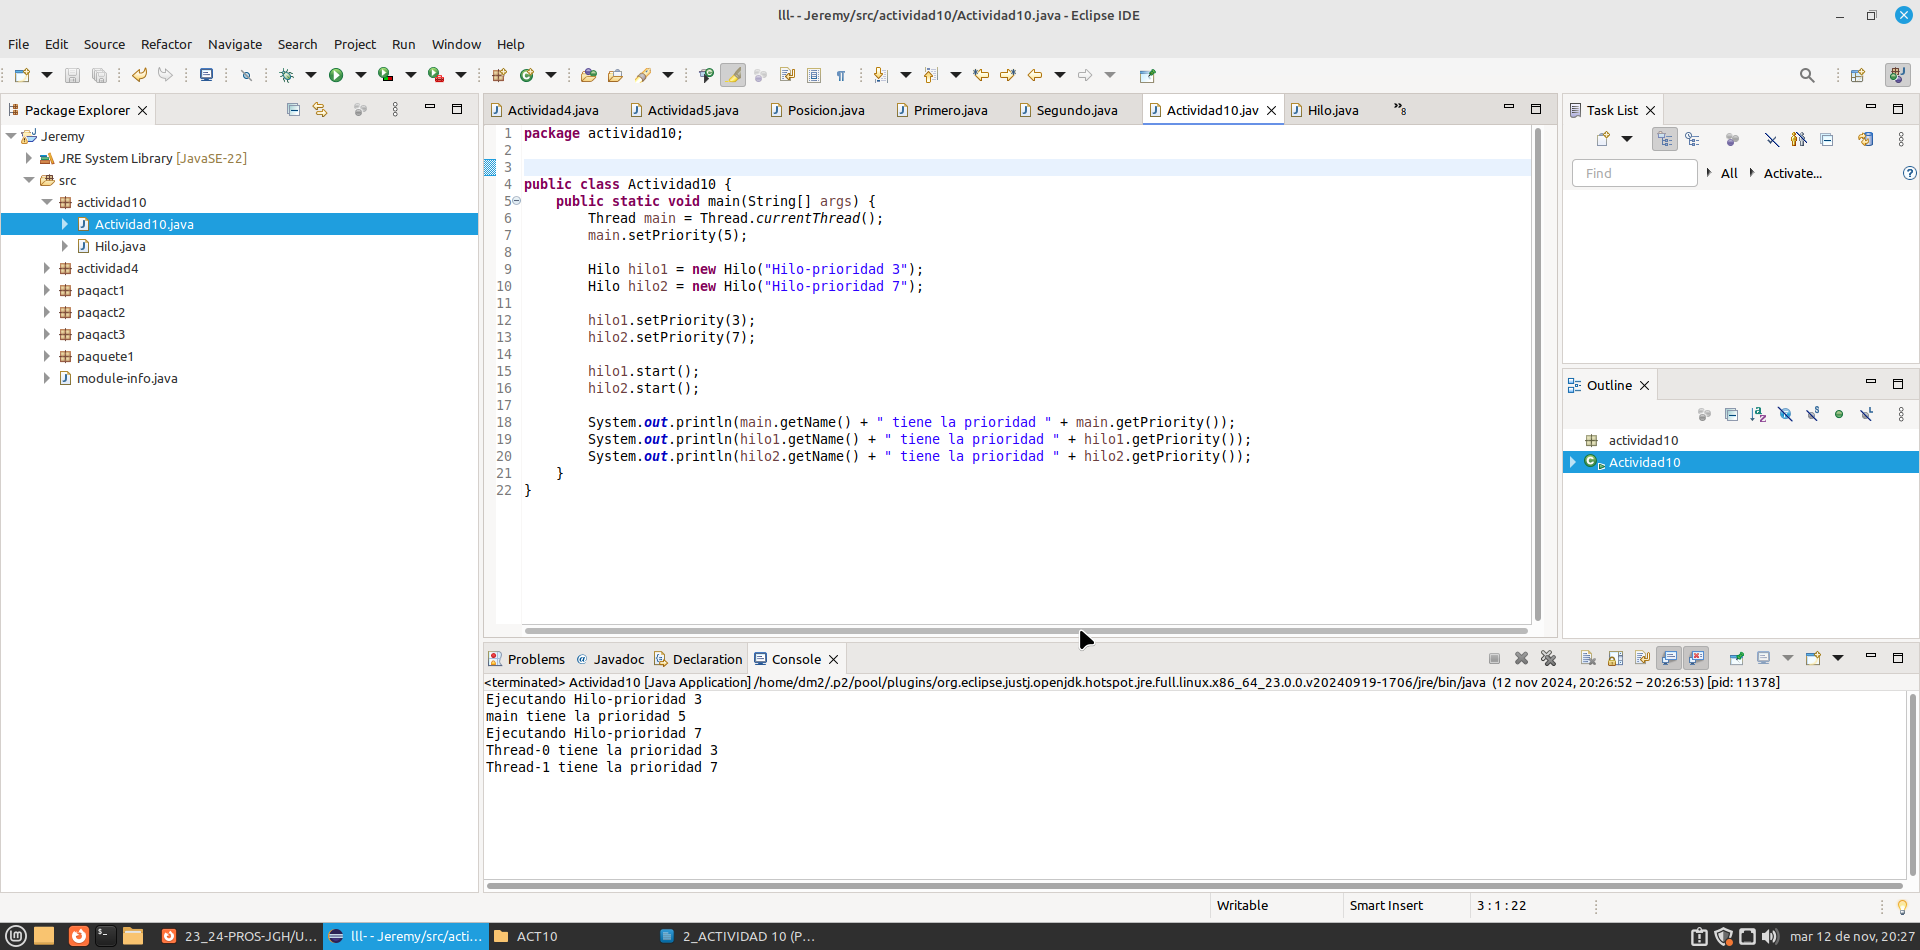 lll- - Jeremy/src/actividad10/Actividad10.java - Eclipse IDE
File Edit Source Refactor Navigate Search Project Run Window Help
Package Explorer
Jeremy
JRE System Library [JavaSE-22]
src
actividad10
Actividad10.java
Hilo.java
actividad4
paqact1
paqact2
paqact3
paquete1
module-info.java
Actividad4.java Actividad5.java Posicion.java Primero.java Segundo.java Actividad10.jav Hilo.java »8
1 package actividad10;
2
3
4 public class Actividad10 {
5 public static void main(String[] args) {
6 Thread main = Thread.currentThread();
7 main.setPriority(5);
8
9 Hilo hilo1 = new Hilo("Hilo-prioridad 3");
10 Hilo hilo2 = new Hilo("Hilo-prioridad 7");
11
12 hilo1.setPriority(3);
13 hilo2.setPriority(7);
14
15 hilo1.start();
16 hilo2.start();
17
18 System.out.println(main.getName() + " tiene la prioridad " + main.getPriority());
19 System.out.println(hilo1.getName() + " tiene la prioridad " + hilo1.getPriority());
20 System.out.println(hilo2.getName() + " tiene la prioridad " + hilo2.getPriority());
21 }
22 }
Task List
Find All Activate...
Outline
actividad10
Actividad10
Problems @ Javadoc Declaration Console
<terminated> Actividad10 [Java Application] /home/dm2/.p2/pool/plugins/org.eclipse.justj.openjdk.hotspot.jre.full.linux.x86_64_23.0.0.v20240919-1706/jre/bin/java (12 nov 2024, 20:26:52 – 20:26:53) [pid: 11378]
Ejecutando Hilo-prioridad 3
main tiene la prioridad 5
Ejecutando Hilo-prioridad 7
Thread-0 tiene la prioridad 3
Thread-1 tiene la prioridad 7
Writable Smart Insert 3 : 1 : 22
23_24-PROS-JGH/U... lll- - Jeremy/src/acti... ACT10 2_ACTIVIDAD 10 (P... mar 12 de nov, 20:27